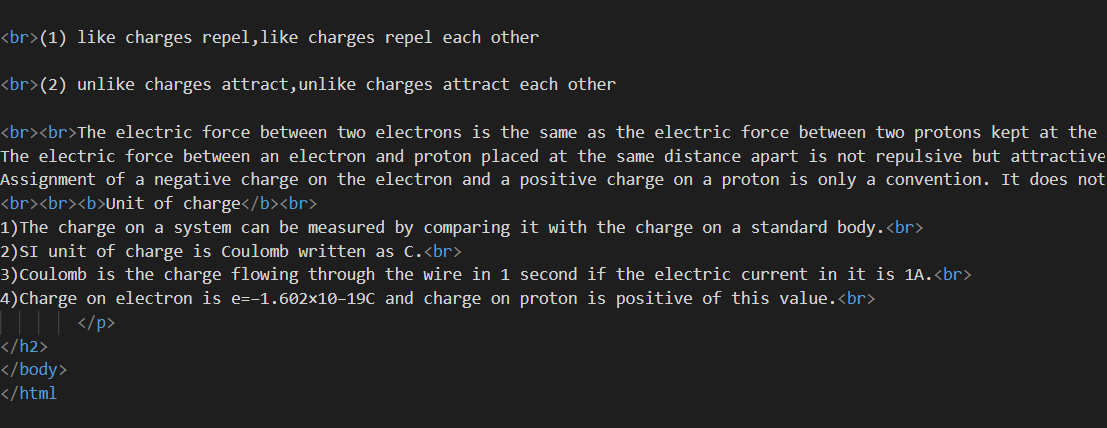 <br>(1) like charges repel,like charges repel each other
<br>(2) unlike charges attract,unlike charges attract each other
<br><br>The electric force between two electrons is the same as the electric force between two protons kept at the
The electric force between an electron and proton placed at the same distance apart is not repulsive but attractive
Assignment of a negative charge on the electron and a positive charge on a proton is only a convention. It does not
<br><br><b>Unit of charge</b><br>
1)The charge on a system can be measured by comparing it with the charge on a standard body.<br>
2)SI unit of charge is Coulomb written as C.<br>
3)Coulomb is the charge flowing through the wire in 1 second if the electric current in it is 1A.<br>
4)Charge on electron is e=−1.602×10−19C and charge on proton is positive of this value.<br>
</p>
</h2>
</body>
</html